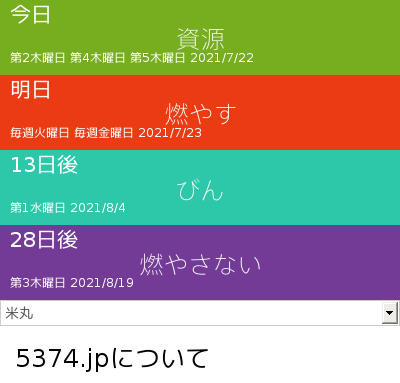 今日
資源
第2木曜日 第4木曜日 第5木曜日 2021/7/22
明日
燃やす
毎週火曜日 毎週金曜日 2021/7/23
13日後
びん
第1水曜日 2021/8/4
28日後
燃やさない
第3木曜日 2021/8/19
米丸
5374.jpについて